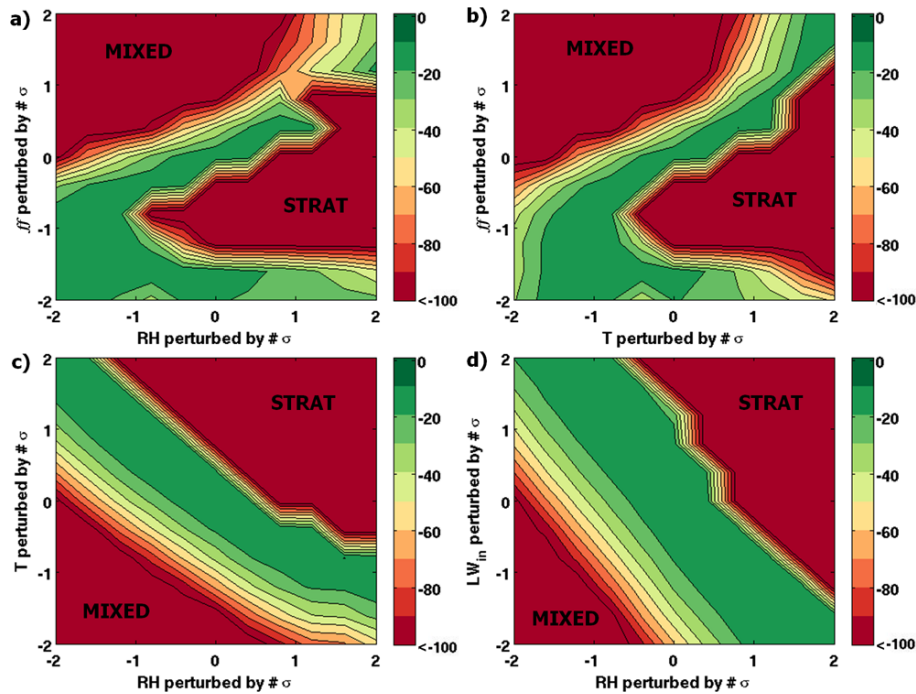 a)
MIXED
STRAT
ff perturbed by # σ
2
1
0
-1
-2
-2 -1 0 1 2
RH perturbed by # σ
0
-20
-40
-60
-80
<-100
b)
MIXED
STRAT
ff perturbed by # σ
2
1
0
-1
-2
-2 -1 0 1 2
T perturbed by # σ
0
-20
-40
-60
-80
<-100
c)
STRAT
MIXED
T perturbed by # σ
2
1
0
-1
-2
-2 -1 0 1 2
RH perturbed by # σ
0
-20
-40
-60
-80
<-100
d)
STRAT
MIXED
LWin perturbed by # σ
2
1
0
-1
-2
-2 -1 0 1 2
RH perturbed by # σ
0
-20
-40
-60
-80
<-100